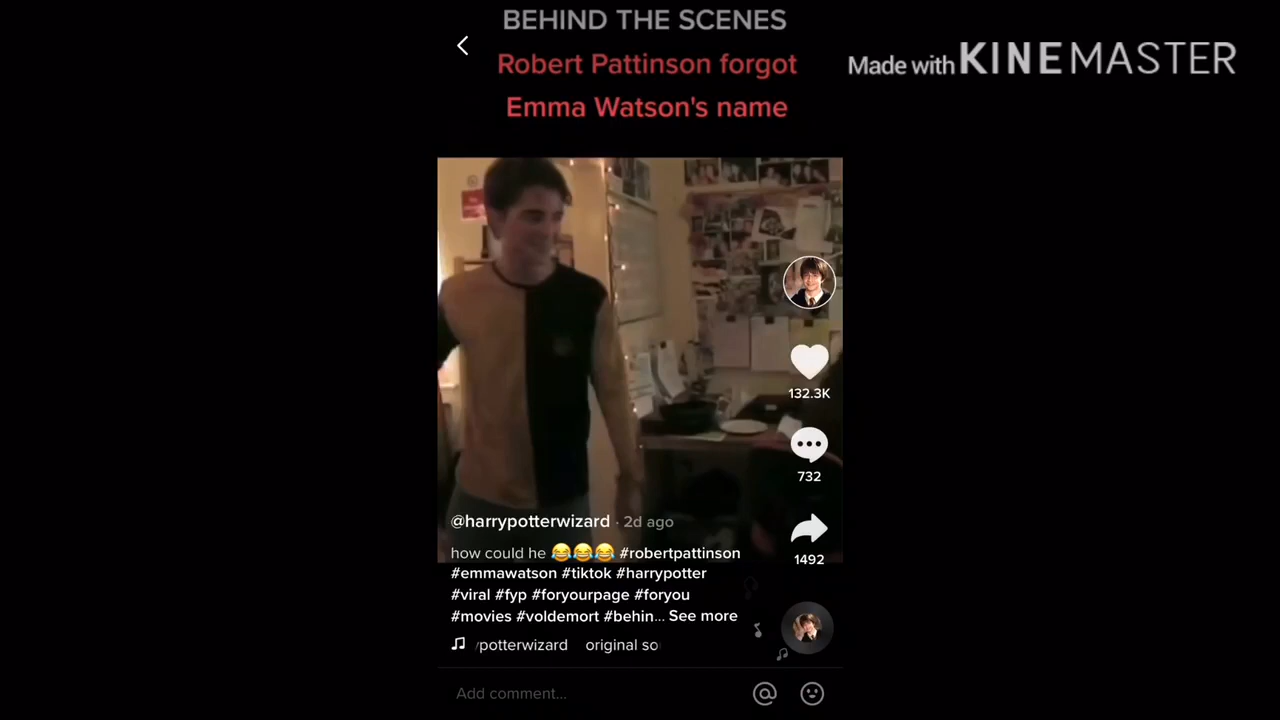 BEHIND THE SCENES
Robert Pattinson forgot
Emma Watson's name
Made with KINEMASTER
132.3K
732
1492
@harrypotterwizard · 2d ago
how could he 😂😂😂 #robertpattinson
#emmawatson #tiktok #harrypotter
#viral #fyp #foryourpage #foryou
#movies #voldemort #behin... See more
potterwizard original so
Add comment...